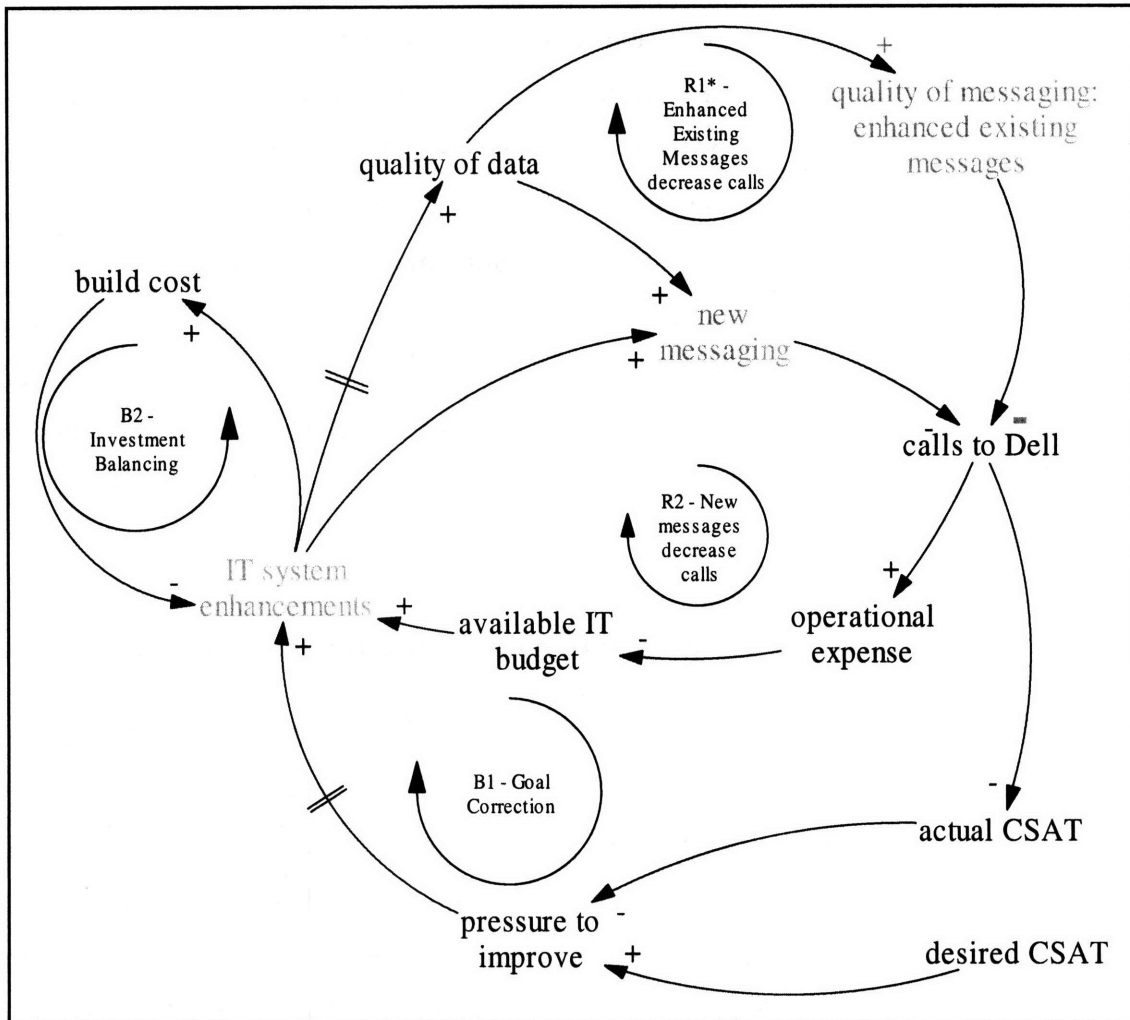 +
R1* -
Enhanced
Existing
Messages
decrease calls
quality of messaging:
enhanced existing
messages
quality of data
+
build cost
+
+
new
messaging
+
B2 -
Investment
Balancing
-
-
calls to Dell
R2 - New
messages
decrease
calls
IT system
enhancements
-
+
+
available IT
budget
-
+
operational
expense
B1 - Goal
Correction
-
actual CSAT
pressure to
improve
-
+
desired CSAT